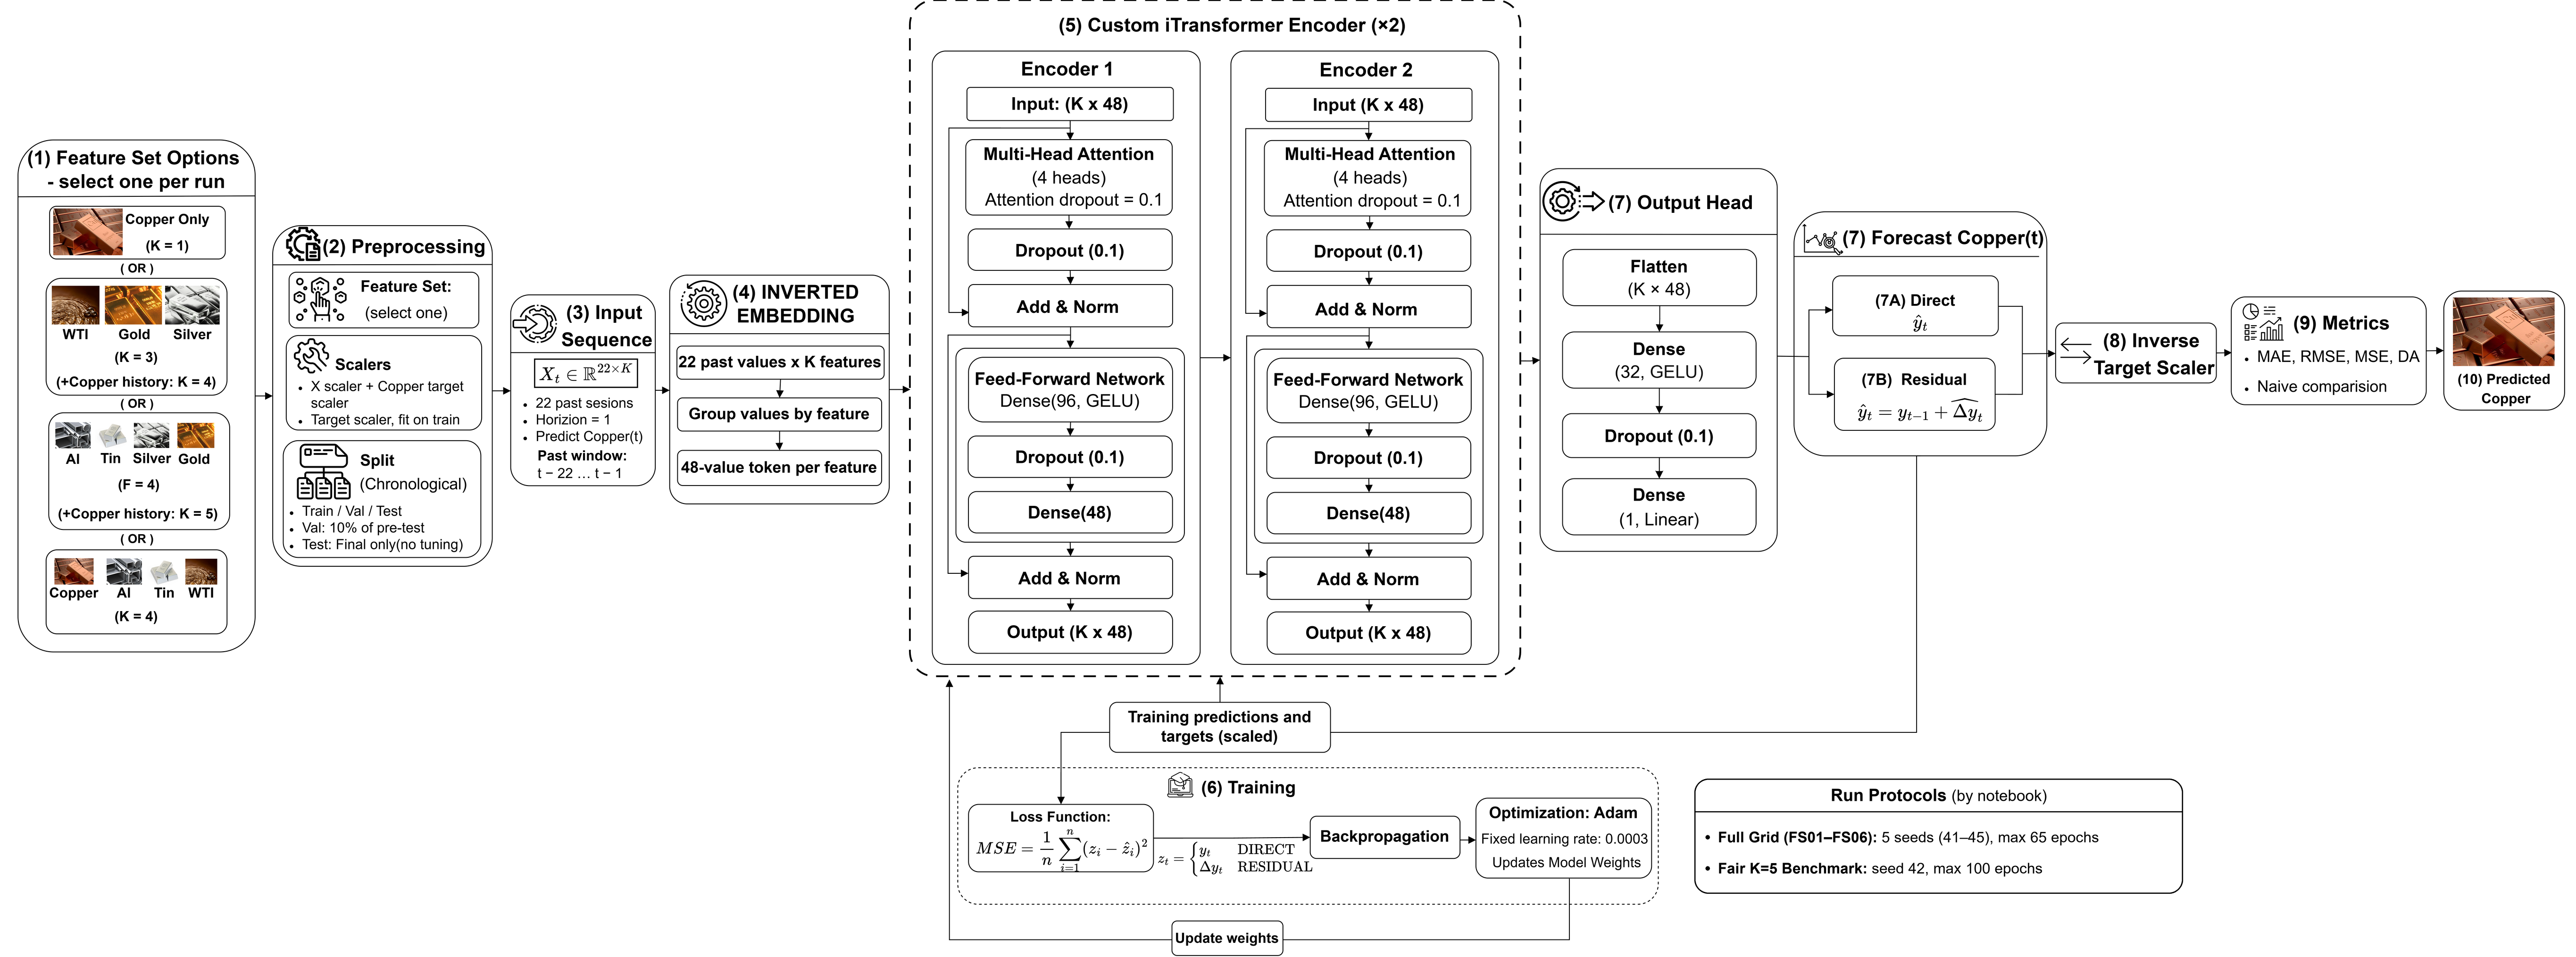 (1) Feature Set Options
- select one per run
Copper Only
(K = 1)
( OR )
WTI Gold Silver
(K = 3)
(+Copper history: K = 4)
( OR )
Al Tin Silver Gold
(F = 4)
(+Copper history: K = 5)
( OR )
Copper Al Tin WTI
(K = 4)
(2) Preprocessing
Feature Set:
(select one)
Scalers
• X scaler + Copper target
scaler
• Target scaler, fit on train
Split
(Chronological)
• Train / Val / Test
• Val: 10% of pre-test
• Test: Final only(no tuning)
(3) Input
Sequence
X_t ∈ ℝ^{22×K}
• 22 past sesions
• Horizion = 1
• Predict Copper(t)
Past window:
t − 22 … t − 1
(4) INVERTED
EMBEDDING
22 past values x K features
Group values by feature
48-value token per feature
(5) Custom iTransformer Encoder (×2)
Encoder 1
Input: (K x 48)
Multi-Head Attention
(4 heads)
Attention dropout = 0.1
Dropout (0.1)
Add & Norm
Feed-Forward Network
Dense(96, GELU)
Dropout (0.1)
Dense(48)
Add & Norm
Output (K x 48)
Encoder 2
Input (K x 48)
Multi-Head Attention
(4 heads)
Attention dropout = 0.1
Dropout (0.1)
Add & Norm
Feed-Forward Network
Dense(96, GELU)
Dropout (0.1)
Dense(48)
Add & Norm
Output (K x 48)
(7) Output Head
Flatten
(K × 48)
Dense
(32, GELU)
Dropout (0.1)
Dense
(1, Linear)
(7) Forecast Copper(t)
(7A) Direct
ŷ_t
(7B) Residual
ŷ_t = y_{t−1} + \widehat{Δy}_t
(8) Inverse
Target Scaler
(9) Metrics
• MAE, RMSE, MSE, DA
• Naive comparision
(10) Predicted
Copper
Training predictions and
targets (scaled)
(6) Training
Loss Function:
MSE = \frac{1}{n} \sum_{i=1}^{n} (z_i − ẑ_i)^2
z_t = { y_t DIRECT
Δy_t RESIDUAL
Backpropagation
Optimization: Adam
Fixed learning rate: 0.0003
Updates Model Weights
Update weights
Run Protocols (by notebook)
• Full Grid (FS01–FS06): 5 seeds (41–45), max 65 epochs
• Fair K=5 Benchmark: seed 42, max 100 epochs